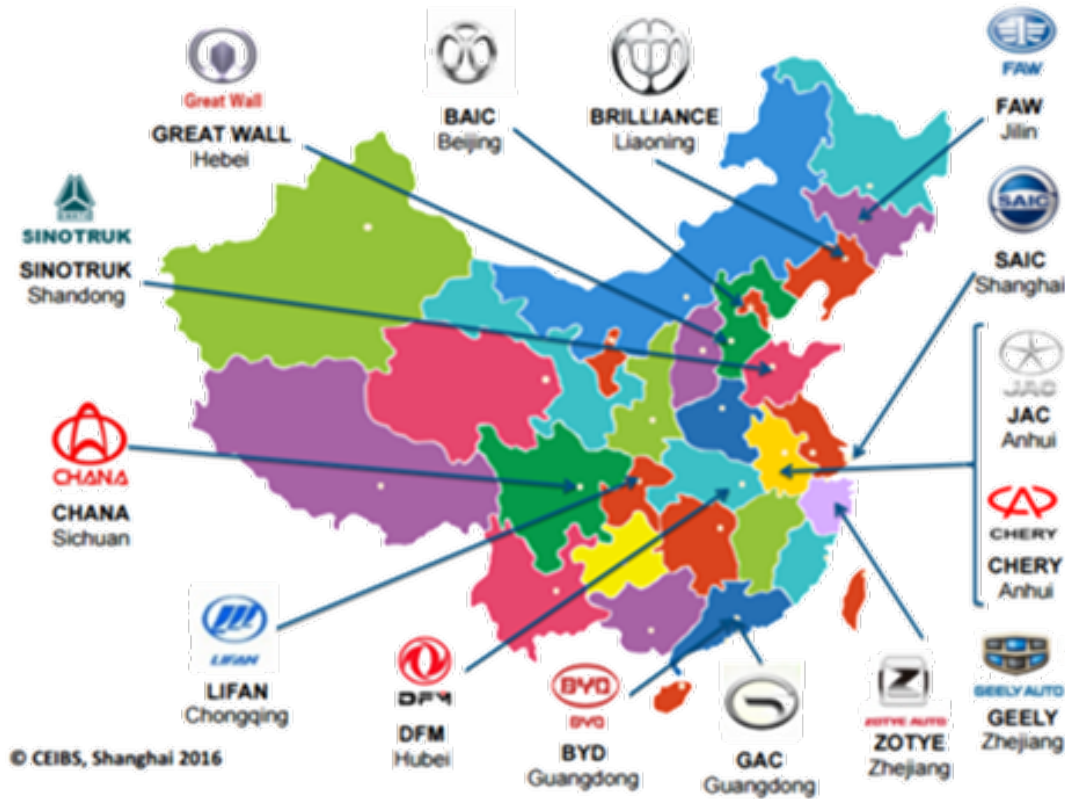 Great Wall
GREAT WALL
Hebei
BAIC
Beijing
BRILLIANCE
Liaoning
FAW
FAW
Jilin
SINOTRUK
SINOTRUK
Shandong
SAIC
SAIC
Shanghai
JAC
JAC
Anhui
CHANA
CHANA
Sichuan
CHERY
CHERY
Anhui
LIFAN
LIFAN
Chongqing
DFM
DFM
Hubei
BYD
BYD
BYD
Guangdong
GAC
Guangdong
ZOTYE AUTO
ZOTYE
Zhejiang
GEELY AUTO
GEELY
Zhejiang
© CEIBS, Shanghai 2016